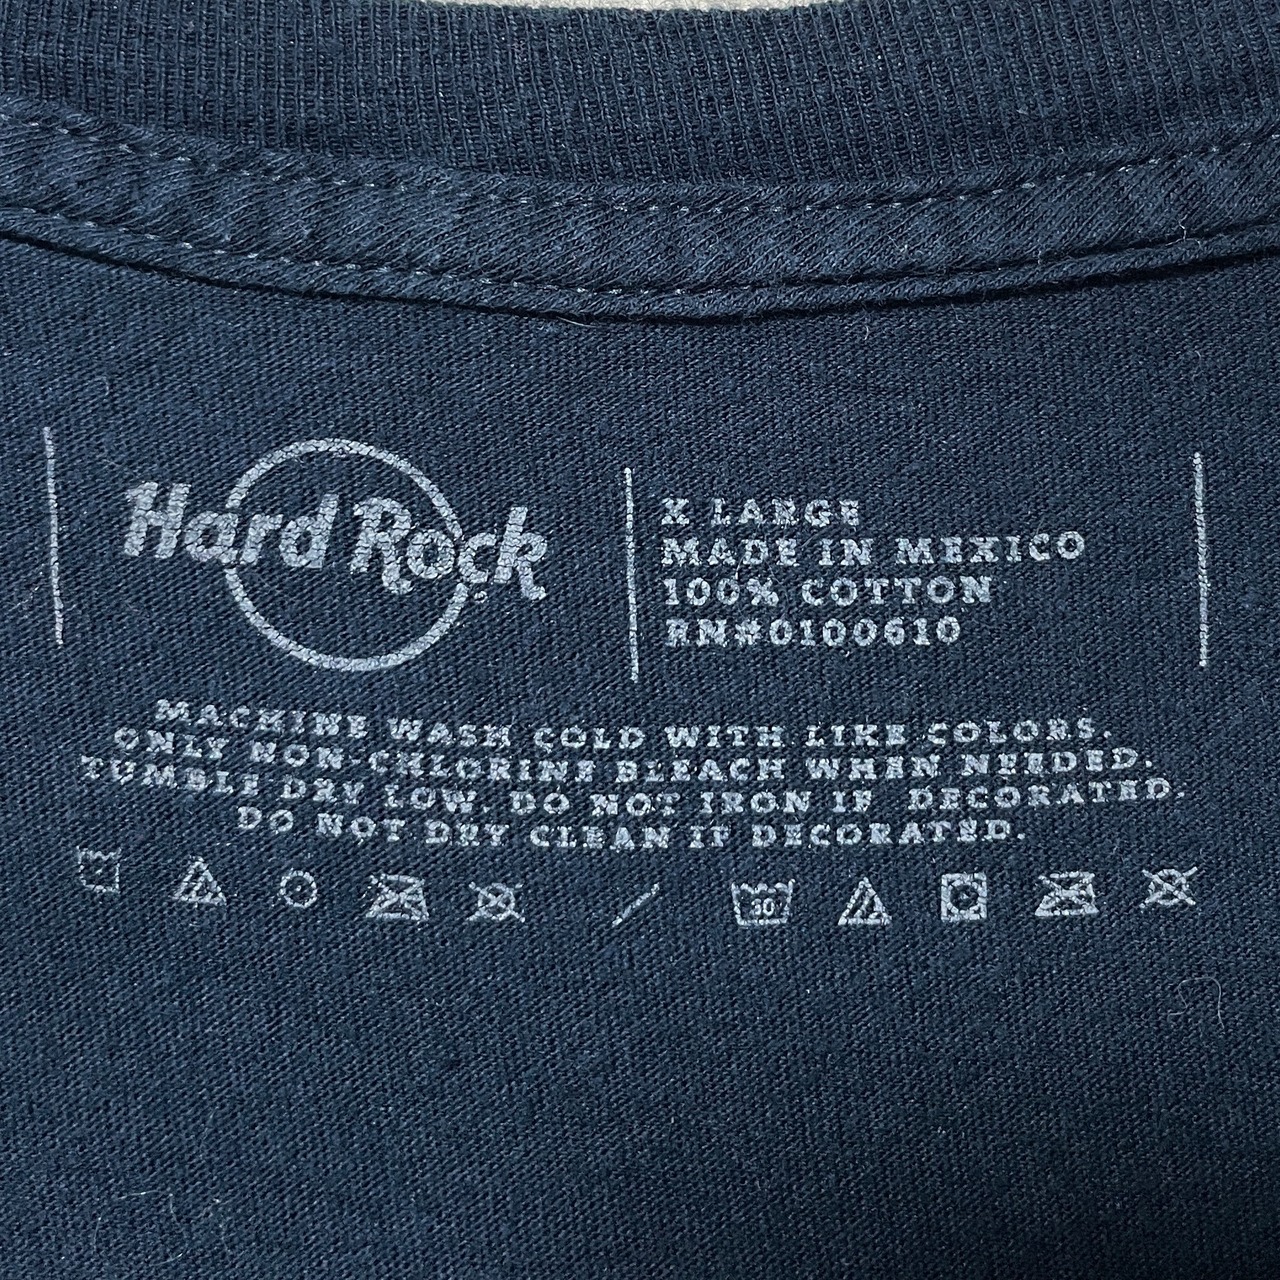 Hard Rock
X LARGE
MADE IN MEXICO
100% COTTON
RN#0100610
MACHINE WASH COLD WITH LIKE COLORS.
ONLY NON-CHLORINE BLEACH WHEN NEEDED.
TUMBLE DRY LOW. DO NOT IRON IF DECORATED.
DO NOT DRY CLEAN IF DECORATED.
30